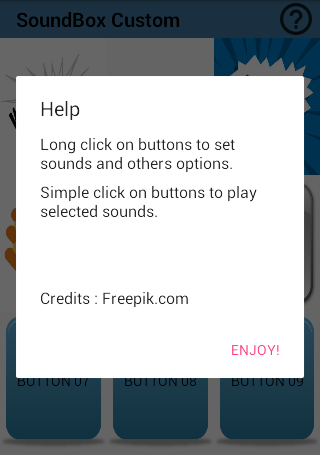 SoundBox Custom
?
Help
Long click on buttons to set
sounds and others options.
Simple click on buttons to play
selected sounds.
Credits : Freepik.com
ENJOY!
BUTTON 07
BUTTON 08
BUTTON 09